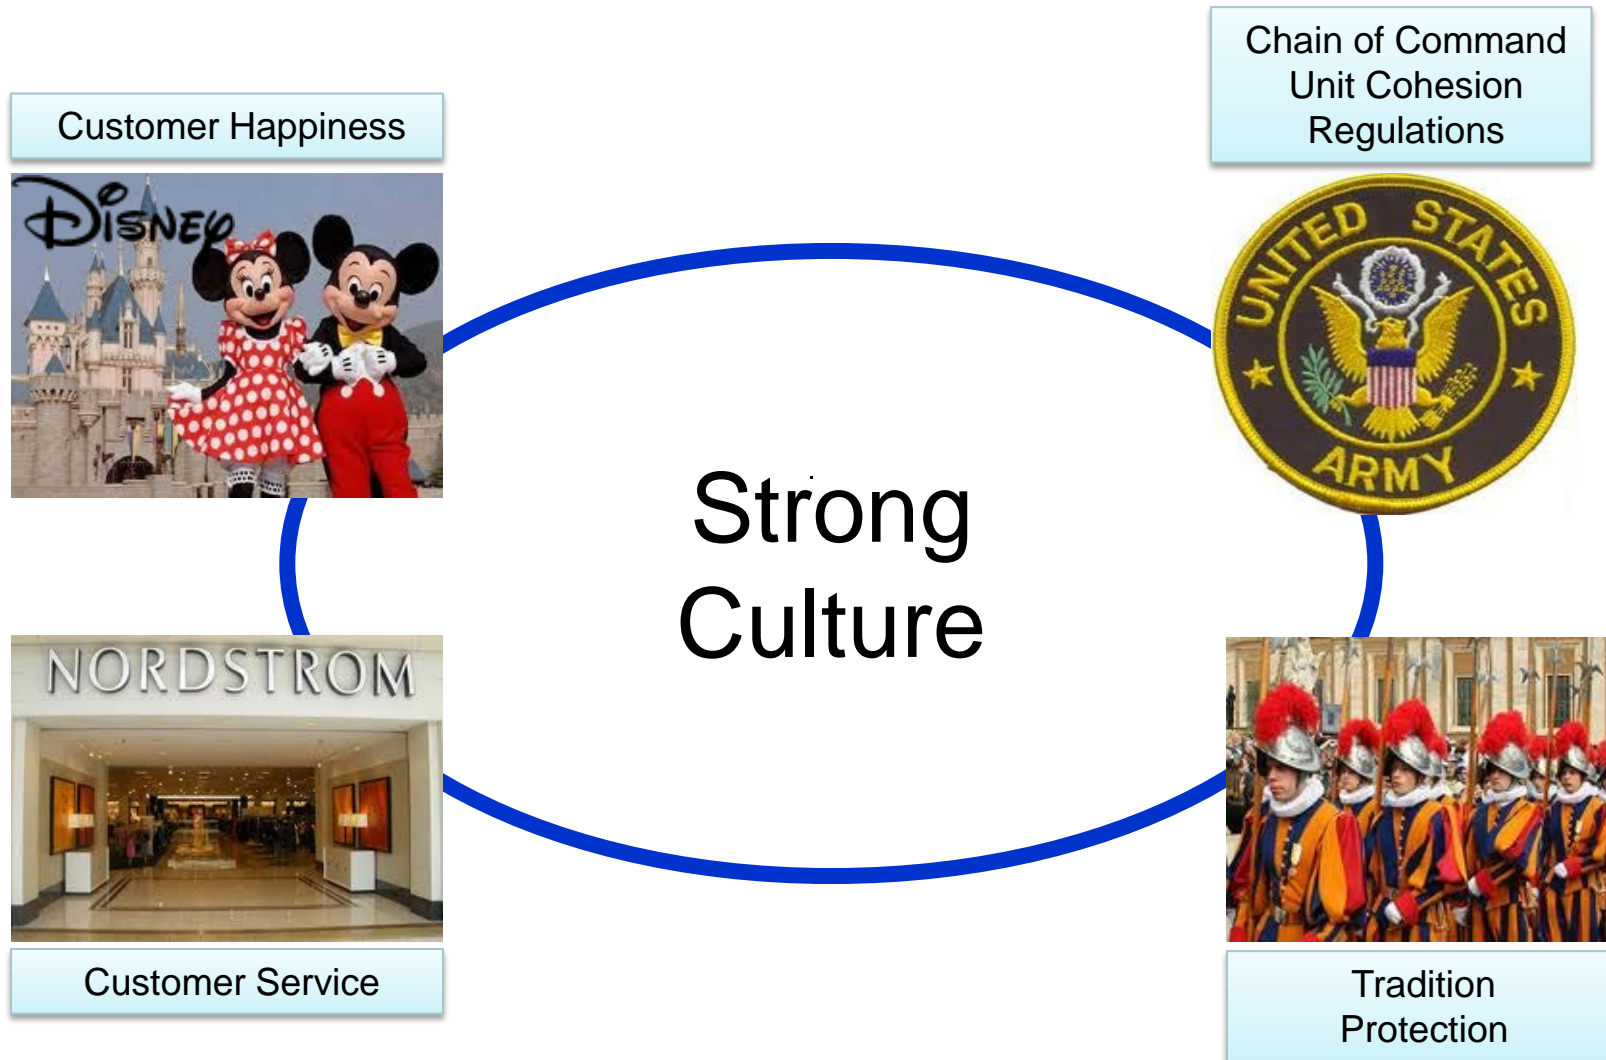 Chain of Command
Unit Cohesion
Regulations
Customer Happiness
Disney
UNITED STATES
ARMY
Strong
Culture
NORDSTROM
Customer Service
Tradition
Protection